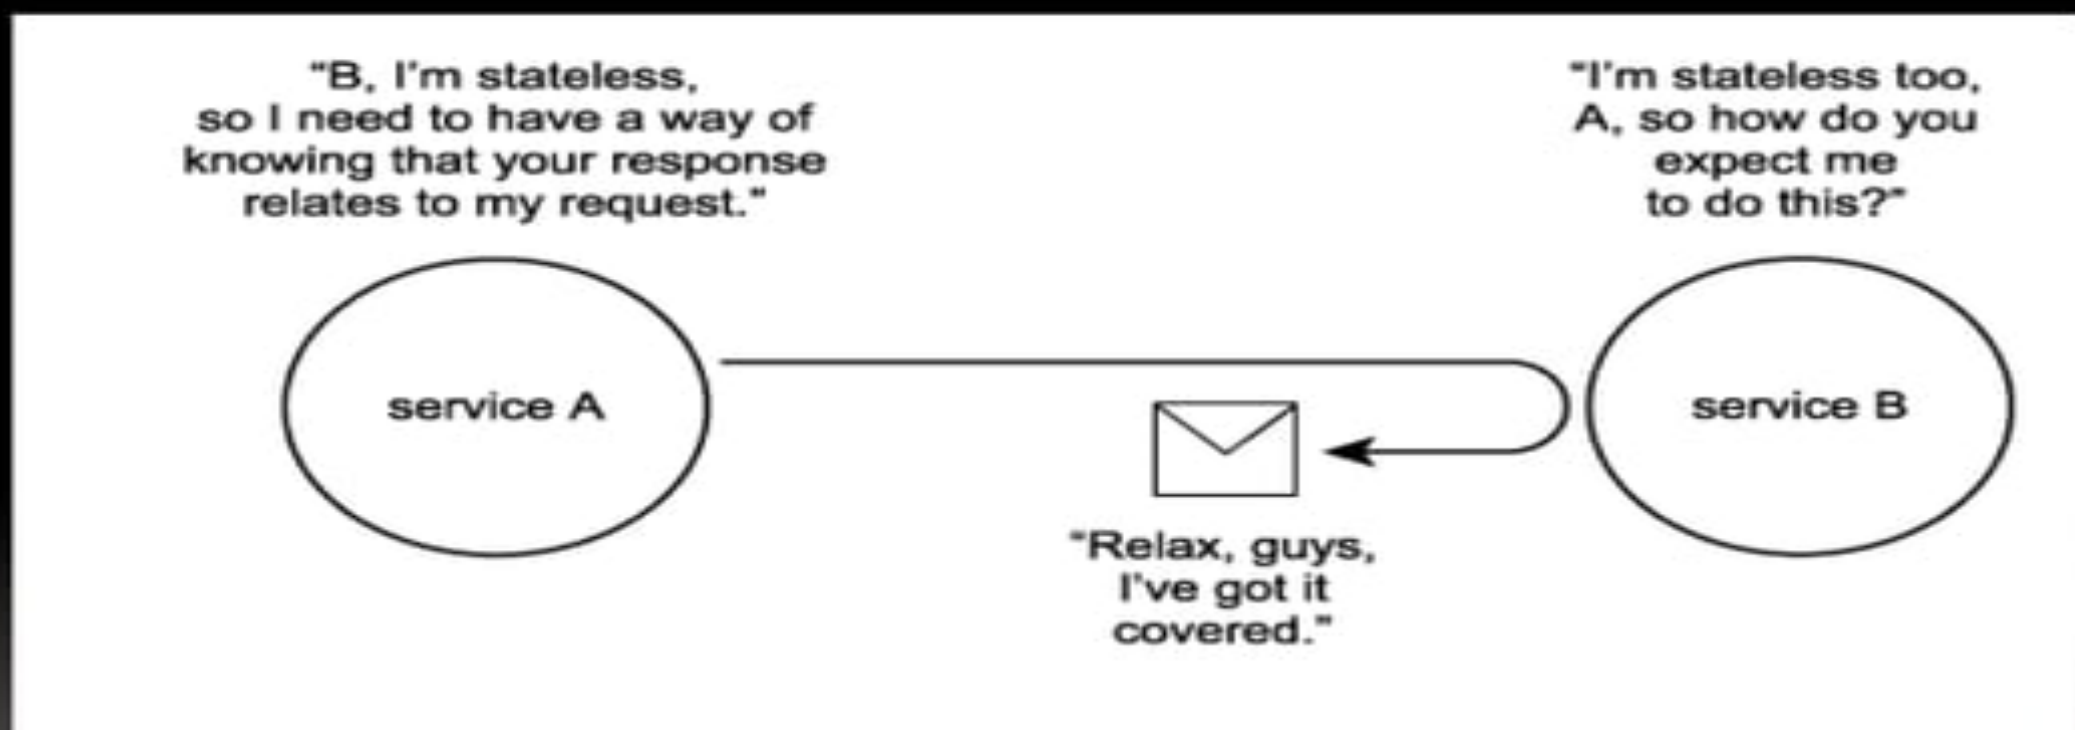 "B, I'm stateless,
so I need to have a way of
knowing that your response
relates to my request."
"I'm stateless too,
A, so how do you
expect me
to do this?"
service A
service B
"Relax, guys,
I've got it
covered."